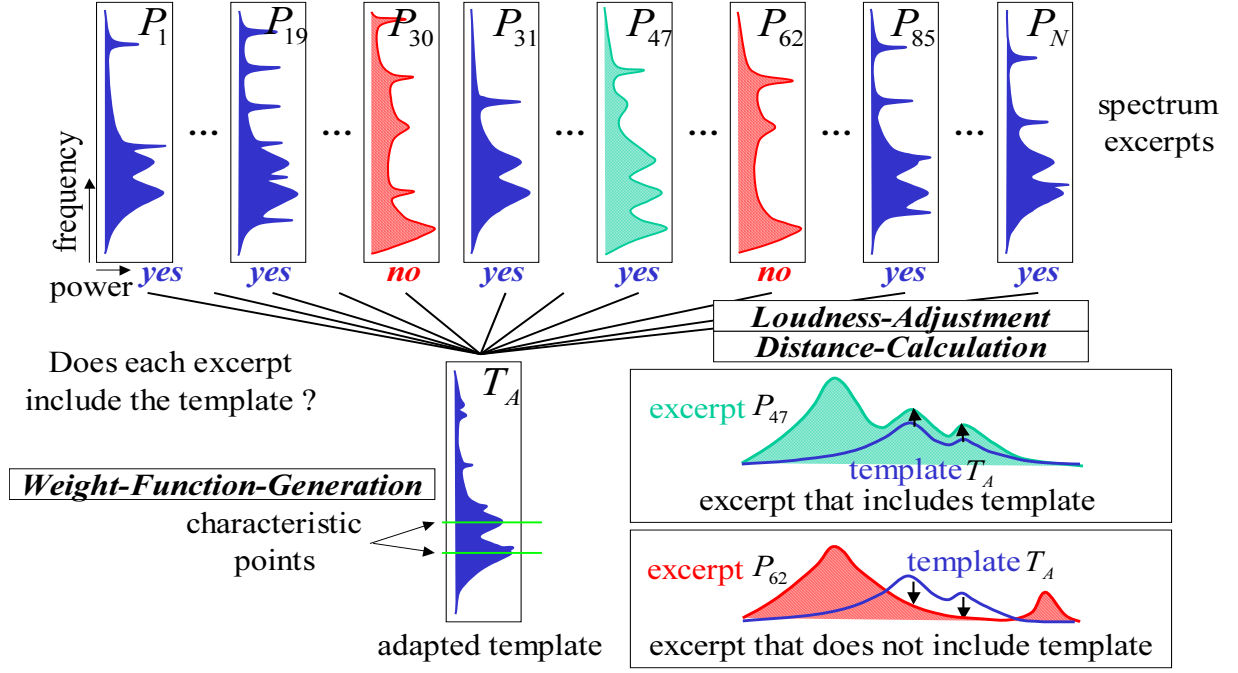 P1 P19 P30 P31 P47 P62 P85 PN
... ... ... ... ... ... ...
spectrum
excerpts
frequency
power
yes yes no yes yes no yes yes
Loudness-Adjustment
Distance-Calculation
Does each excerpt
include the template ?
TA
Weight-Function-Generation
characteristic
points
adapted template
excerpt P47
template TA
excerpt that includes template
excerpt P62
template TA
excerpt that does not include template